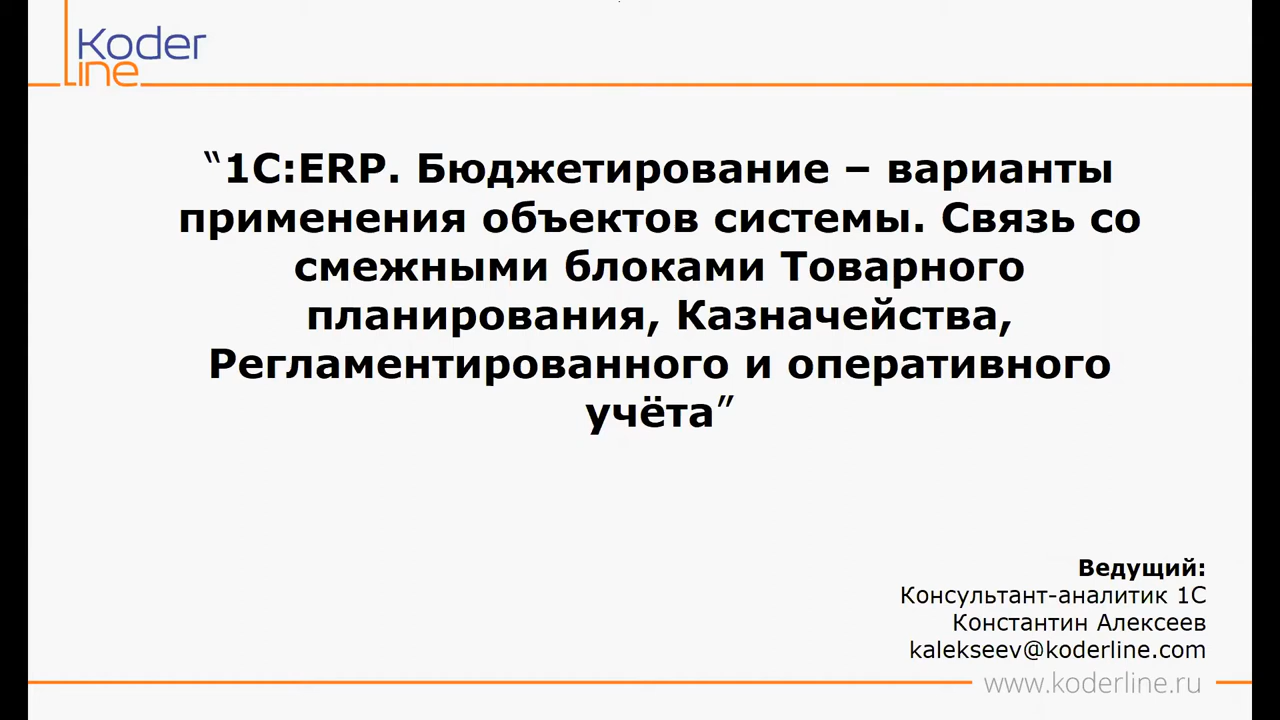 Koder
line
“1С:ERP. Бюджетирование – варианты
применения объектов системы. Связь со
смежными блоками Товарного
планирования, Казначейства,
Регламентированного и оперативного
учёта”
Ведущий:
Консультант-аналитик 1С
Константин Алексеев
kalekseev@koderline.com
www.koderline.ru